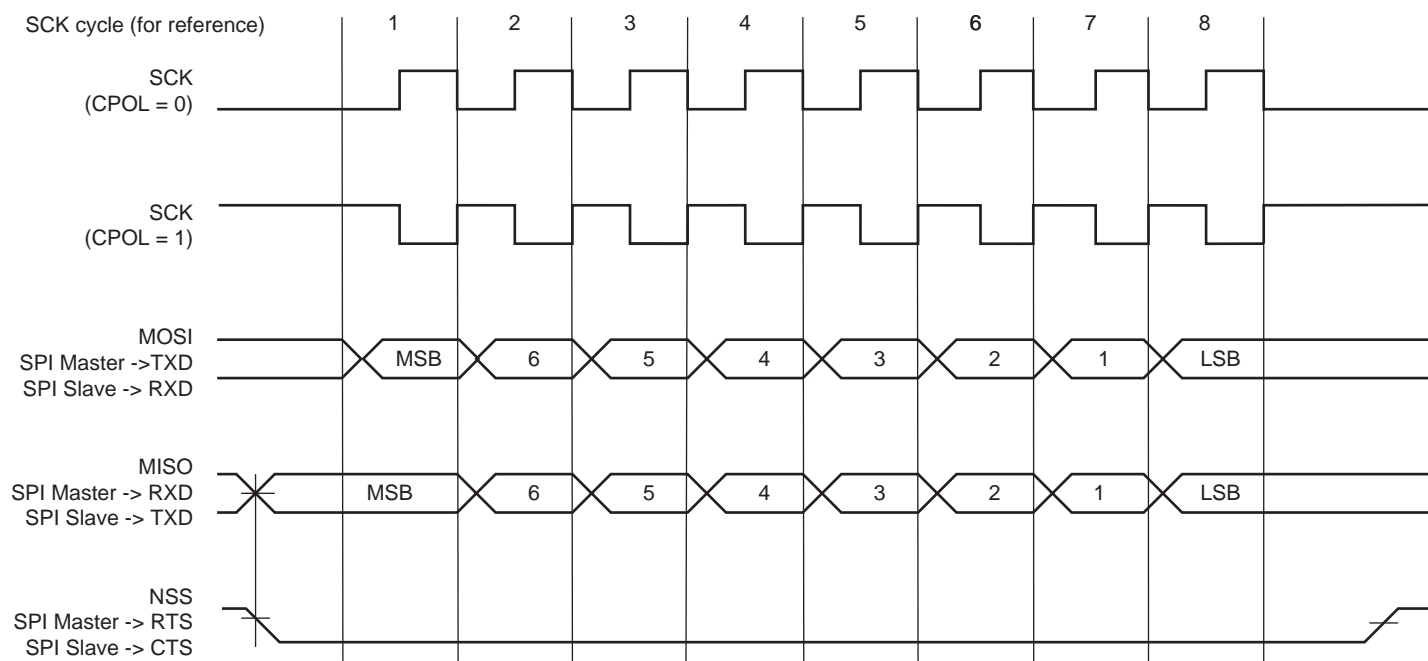 SCK cycle (for reference) 1 2 3 4 5 6 7 8
SCK
(CPOL = 0)
SCK
(CPOL = 1)
MOSI
SPI Master ->TXD
SPI Slave -> RXD
MSB 6 5 4 3 2 1 LSB
MISO
SPI Master -> RXD
SPI Slave -> TXD
MSB 6 5 4 3 2 1 LSB
NSS
SPI Master -> RTS
SPI Slave -> CTS